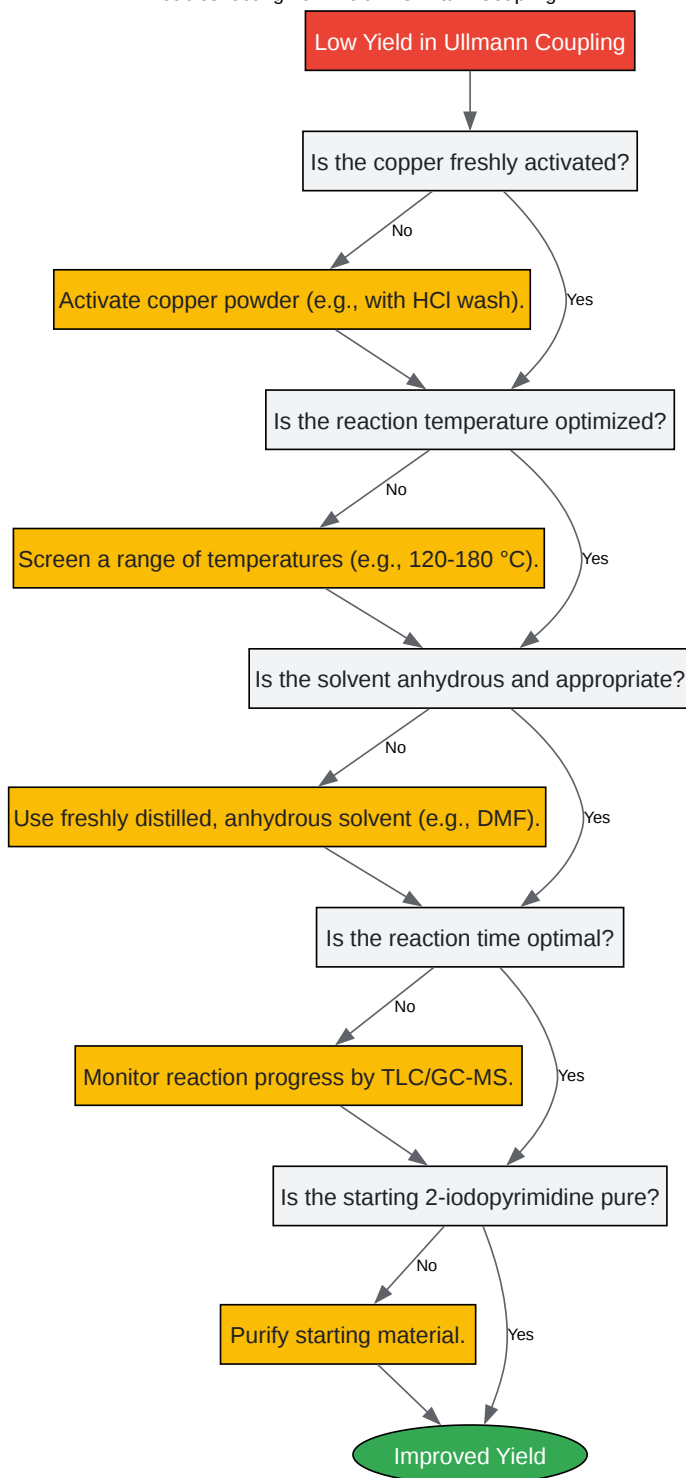 Low Yield in Ullmann Coupling
Is the copper freshly activated?
No
Activate copper powder (e.g., with HCl wash).
Yes
Is the reaction temperature optimized?
No
Screen a range of temperatures (e.g., 120-180 °C).
Yes
Is the solvent anhydrous and appropriate?
No
Use freshly distilled, anhydrous solvent (e.g., DMF).
Yes
Is the reaction time optimal?
No
Monitor reaction progress by TLC/GC-MS.
Yes
Is the starting 2-iodopyrimidine pure?
No
Purify starting material.
Yes
Improved Yield